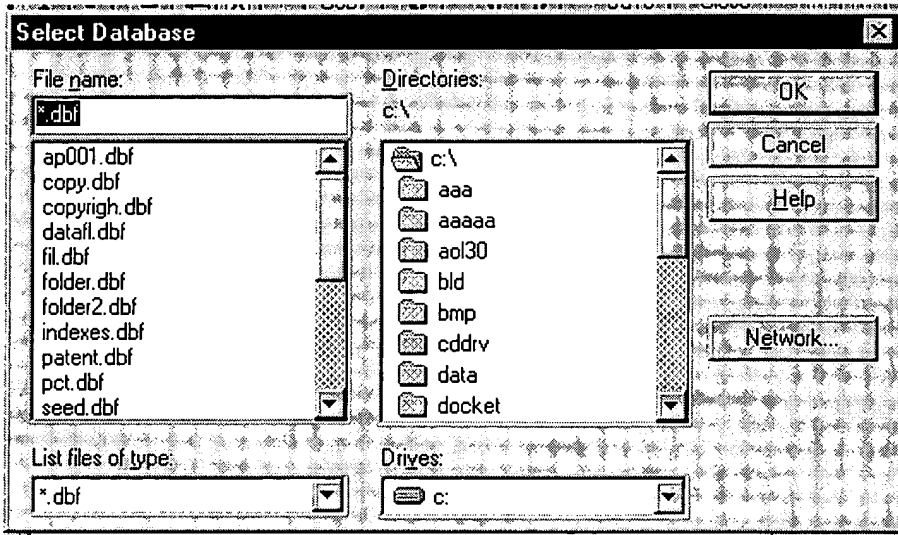 Select Database
File name:
*.dbf
ap001.dbf
copy.dbf
copyrigh.dbf
datafl.dbf
fil.dbf
folder.dbf
folder2.dbf
indexes.dbf
patent.dbf
pct.dbf
seed.dbf
List files of type:
*.dbf
Directories:
c:\
c:\
aaa
aaaaa
aol30
bld
bmp
cddrv
data
docket
Drives:
c:
OK
Cancel
Help
Network...